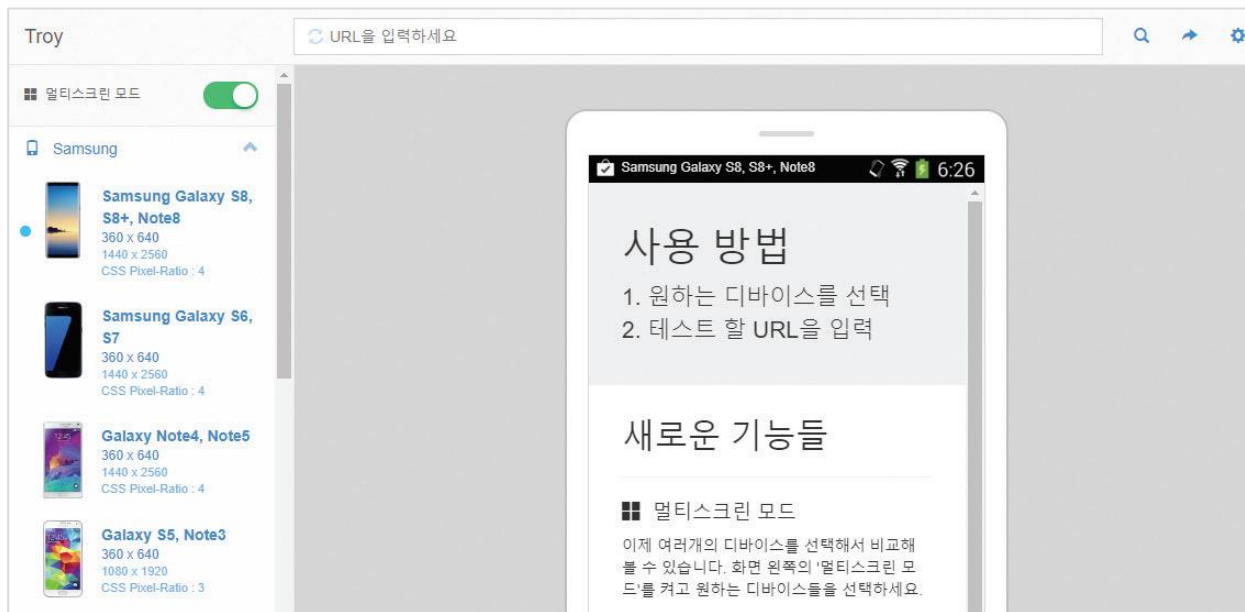 Troy
URL을 입력하세요
멀티스크린 모드
Samsung
Samsung Galaxy S8,
S8+, Note8
360 x 640
1440 x 2560
CSS Pixel-Ratio : 4
Samsung Galaxy S6,
S7
360 x 640
1440 x 2560
CSS Pixel-Ratio : 4
Galaxy Note4, Note5
360 x 640
1440 x 2560
CSS Pixel-Ratio : 4
Galaxy S5, Note3
360 x 640
1080 x 1920
CSS Pixel-Ratio : 3
Samsung Galaxy S8, S8+, Note8 6:26
사용 방법
1. 원하는 디바이스를 선택
2. 테스트 할 URL을 입력
새로운 기능들
멀티스크린 모드
이제 여러개의 디바이스를 선택해서 비교해
볼 수 있습니다. 화면 왼쪽의 '멀티스크린 모
드'를 켜고 원하는 디바이스들을 선택하세요.